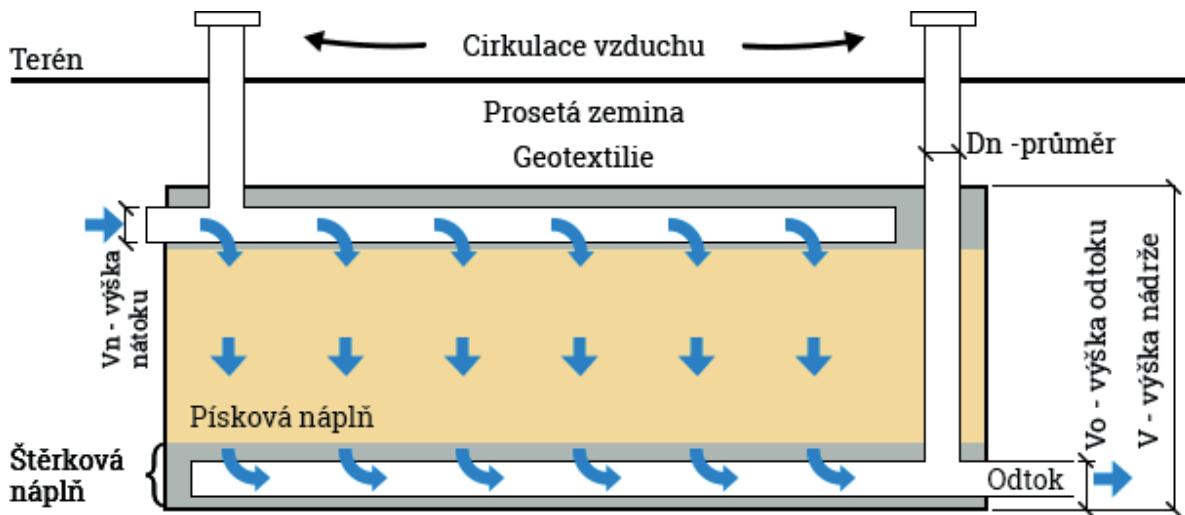 Cirkulace vzduchu
Terén
Prosetá zemina
Geotextilie
Dn -průměr
Vn - výška
nátoku
Vo - výška odtoku
V - výška nádrže
Písková náplň
Štěrková
náplň
Odtok